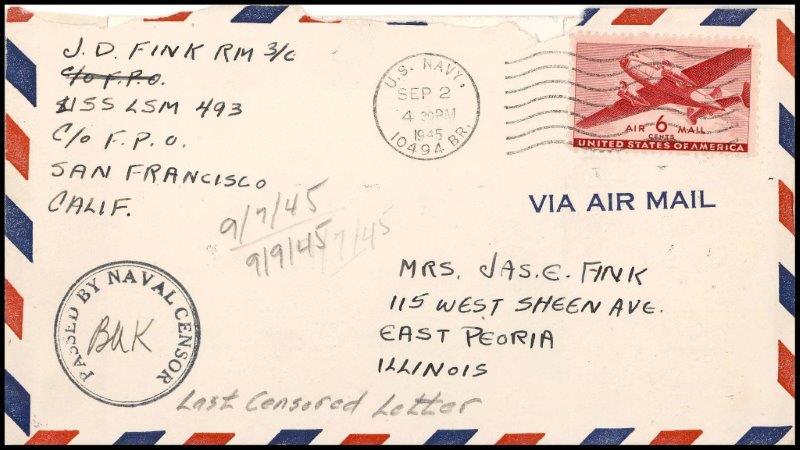 J. D. FINK RM 3/C
C/O F.P.O.
USS LSM 493
C/O F.P.O.
SAN FRANCISCO
CALIF.
U.S. NAVY,
SEP 2
4 30PM
1945
10494 BR.
AIR 6 MAIL
CENTS
UNITED STATES OF AMERICA
VIA AIR MAIL
9/7/45
9/9/45 7/45
MRS. JAS. E. FINK
115 WEST SHEEN AVE.
EAST PEORIA
ILLINOIS
PASSED BY NAVAL CENSOR
Last Censored Letter